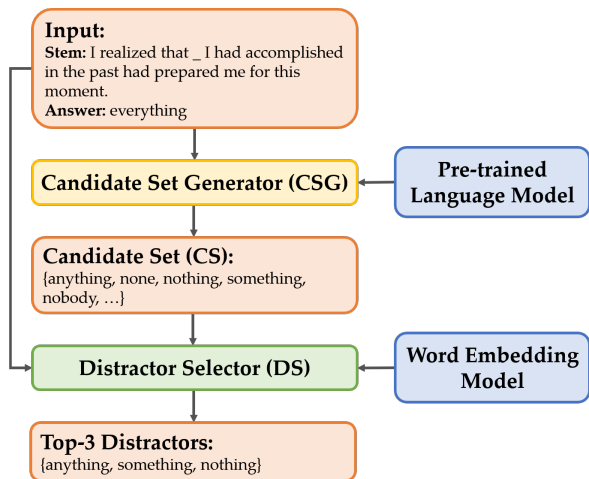 Input:
Stem: I realized that _ I had accomplished
in the past had prepared me for this
moment.
Answer: everything
Candidate Set Generator (CSG)
Pre-trained
Language Model
Candidate Set (CS):
{anything, none, nothing, something,
nobody, …}
Distractor Selector (DS)
Word Embedding
Model
Top-3 Distractors:
{anything, something, nothing}